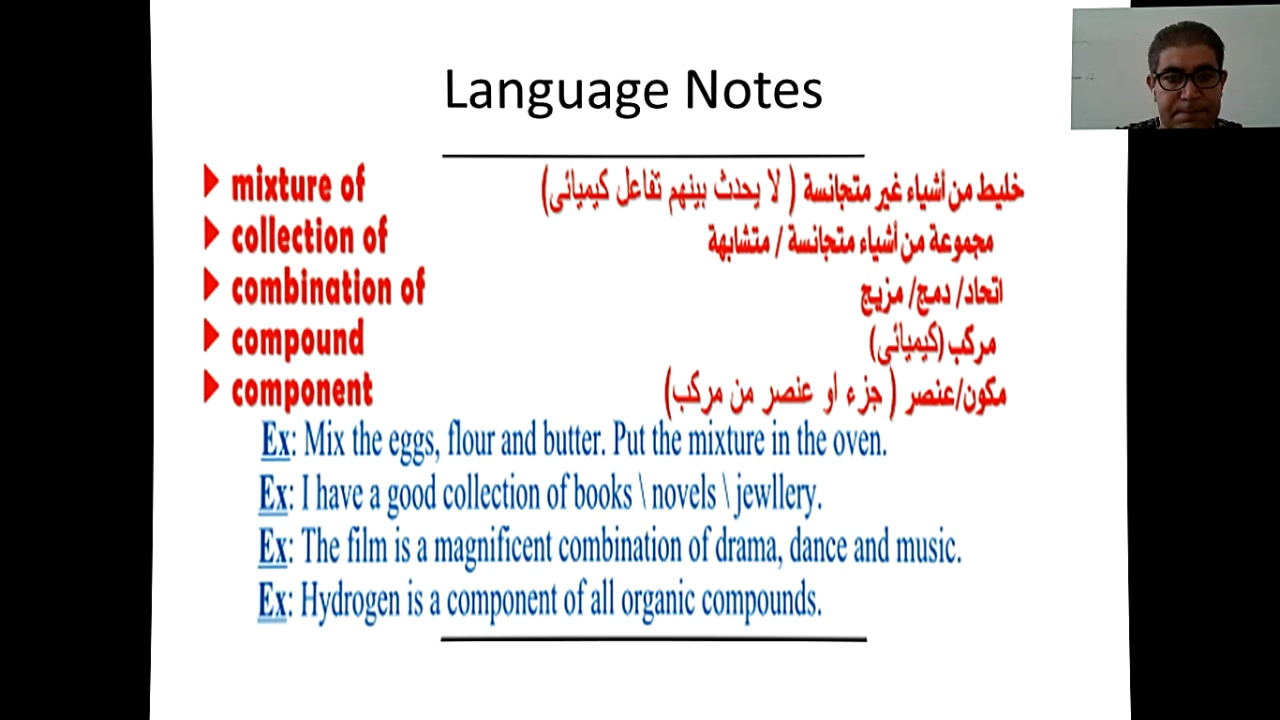 Language Notes
mixture of خليط من أشياء غير متجانسة ( لا يحدث بينهم تفاعل كيميائى)
collection of مجموعة من أشياء متجانسة / متشابهة
combination of اتحاد/ دمج/ مزيج
compound مركب (كيميائى)
component مكون/عنصر ( جزء او عنصر من مركب)
Ex: Mix the eggs, flour and butter. Put the mixture in the oven.
Ex: I have a good collection of books \ novels \ jewllery.
Ex: The film is a magnificent combination of drama, dance and music.
Ex: Hydrogen is a component of all organic compounds.